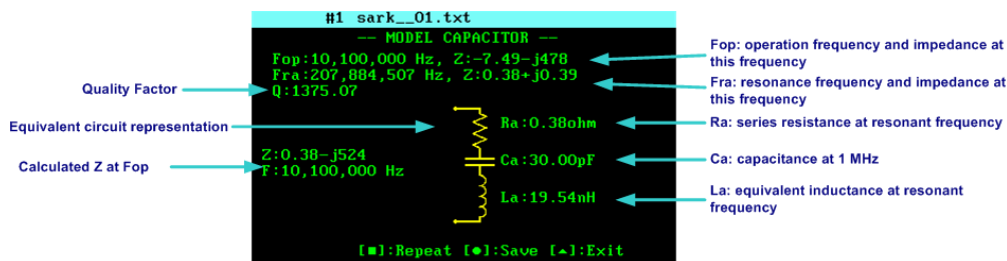 #1 sark__01.txt
-- MODEL CAPACITOR --
Fop:10,100,000 Hz, Z:-7.49-j478
Fra:207,884,507 Hz, Z:0.38+j0.39
Q:1375.07
Ra:0.38ohm
Z:0.38-j524
F:10,100,000 Hz
Ca:30.00pF
La:19.54nH
[■]:Repeat [●]:Save [▲]:Exit
Quality Factor
Equivalent circuit representation
Calculated Z at Fop
Fop: operation frequency and impedance at
this frequency
Fra: resonance frequency and impedance at
this frequency
Ra: series resistance at resonant frequency
Ca: capacitance at 1 MHz
La: equivalent inductance at resonant
frequency